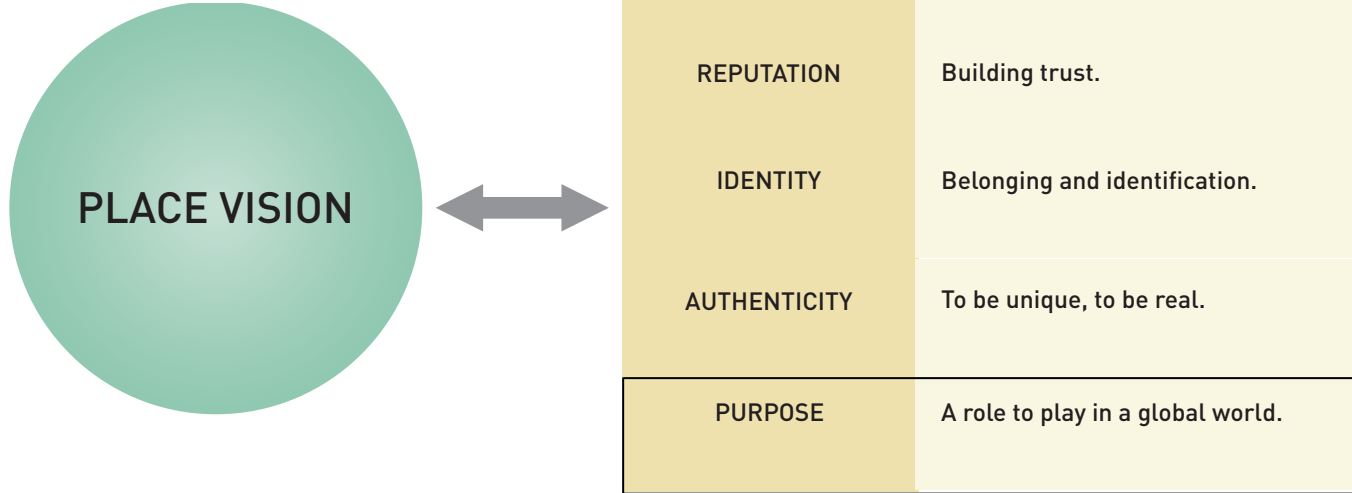 PLACE VISION
REPUTATION
Building trust.
IDENTITY
Belonging and identification.
AUTHENTICITY
To be unique, to be real.
PURPOSE
A role to play in a global world.